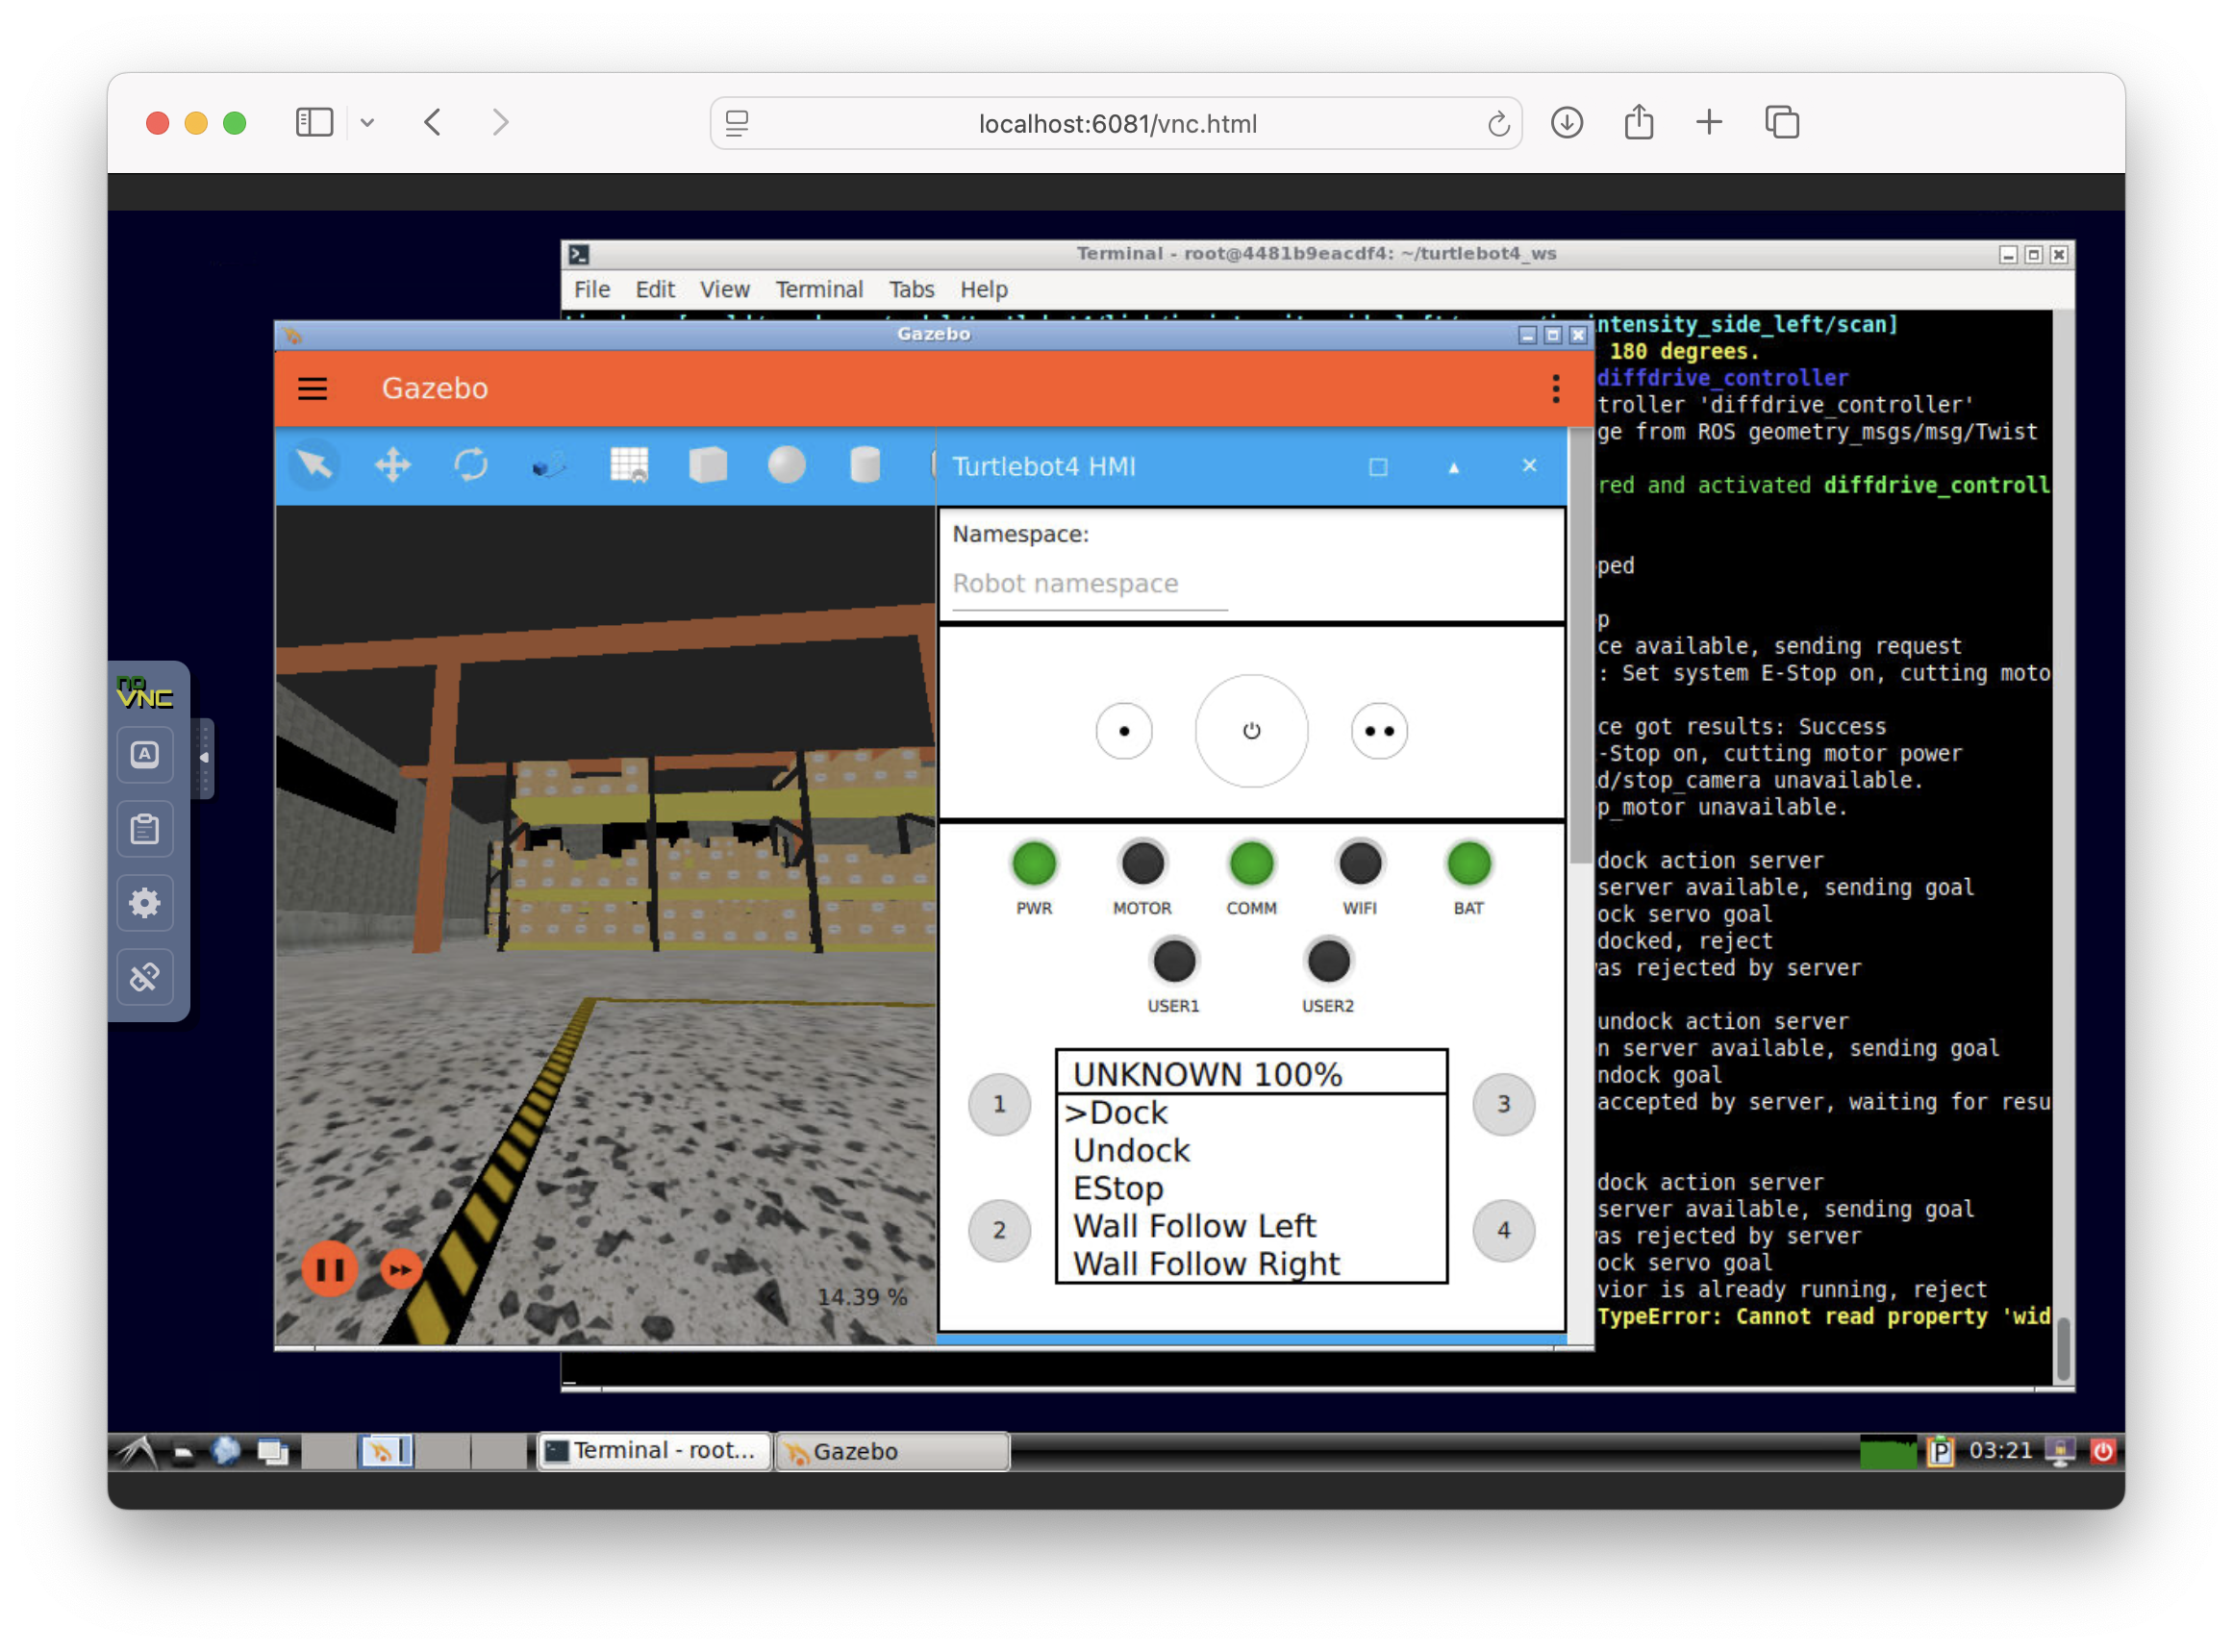 localhost:6081/vnc.html
Terminal - root@4481b9eacdf4: ~/turtlebot4_ws
File Edit View Terminal Tabs Help
Gazebo
Gazebo
Turtlebot4 HMI
Namespace:
Robot namespace
PWR MOTOR COMM WIFI BAT
USER1 USER2
UNKNOWN 100%
>Dock
Undock
EStop
Wall Follow Left
Wall Follow Right
1
2
3
4
14.39 %
ntensity_side_left/scan]
180 degrees.
diffdrive_controller
troller 'diffdrive_controller'
ge from ROS geometry_msgs/msg/Twist
red and activated diffdrive_controll
ped
p
ce available, sending request
: Set system E-Stop on, cutting moto
ce got results: Success
-Stop on, cutting motor power
d/stop_camera unavailable.
p_motor unavailable.
dock action server
server available, sending goal
ock servo goal
docked, reject
as rejected by server
undock action server
n server available, sending goal
ndock goal
accepted by server, waiting for resu
dock action server
server available, sending goal
as rejected by server
ock servo goal
vior is already running, reject
TypeError: Cannot read property 'wid
no
VNC
A
Terminal - root...
Gazebo
P
03:21